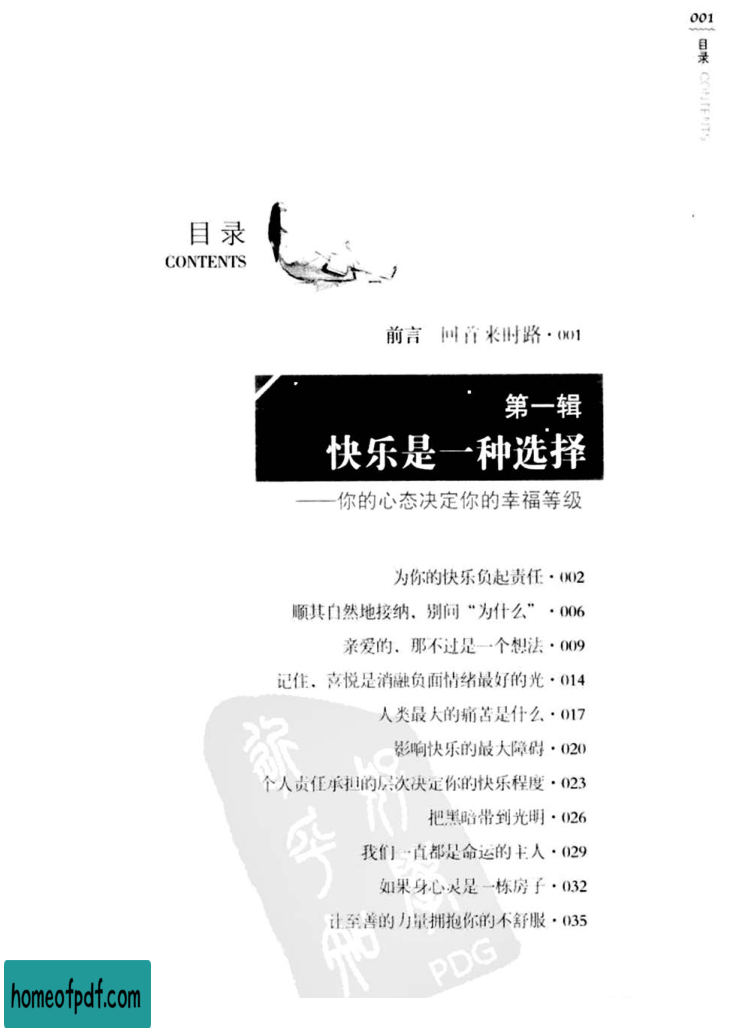 001
目录 CONTENTS
目录
CONTENTS
前言 回首来时路·001
第一辑
快乐是一种选择
——你的心态决定你的幸福等级
为你的快乐负起责任·002
顺其自然地接纳，别问“为什么”·006
亲爱的，那不过是一个想法·009
记住，喜悦是消融负面情绪最好的光·014
人类最大的痛苦是什么·017
影响快乐的最大障碍·020
个人责任承担的层次决定你的快乐程度·023
把黑暗带到光明·026
我们一直都是命运的主人·029
如果身心灵是一栋房子·032
让至善的力量拥抱你的不舒服·035
PDG
homeofpdf.com